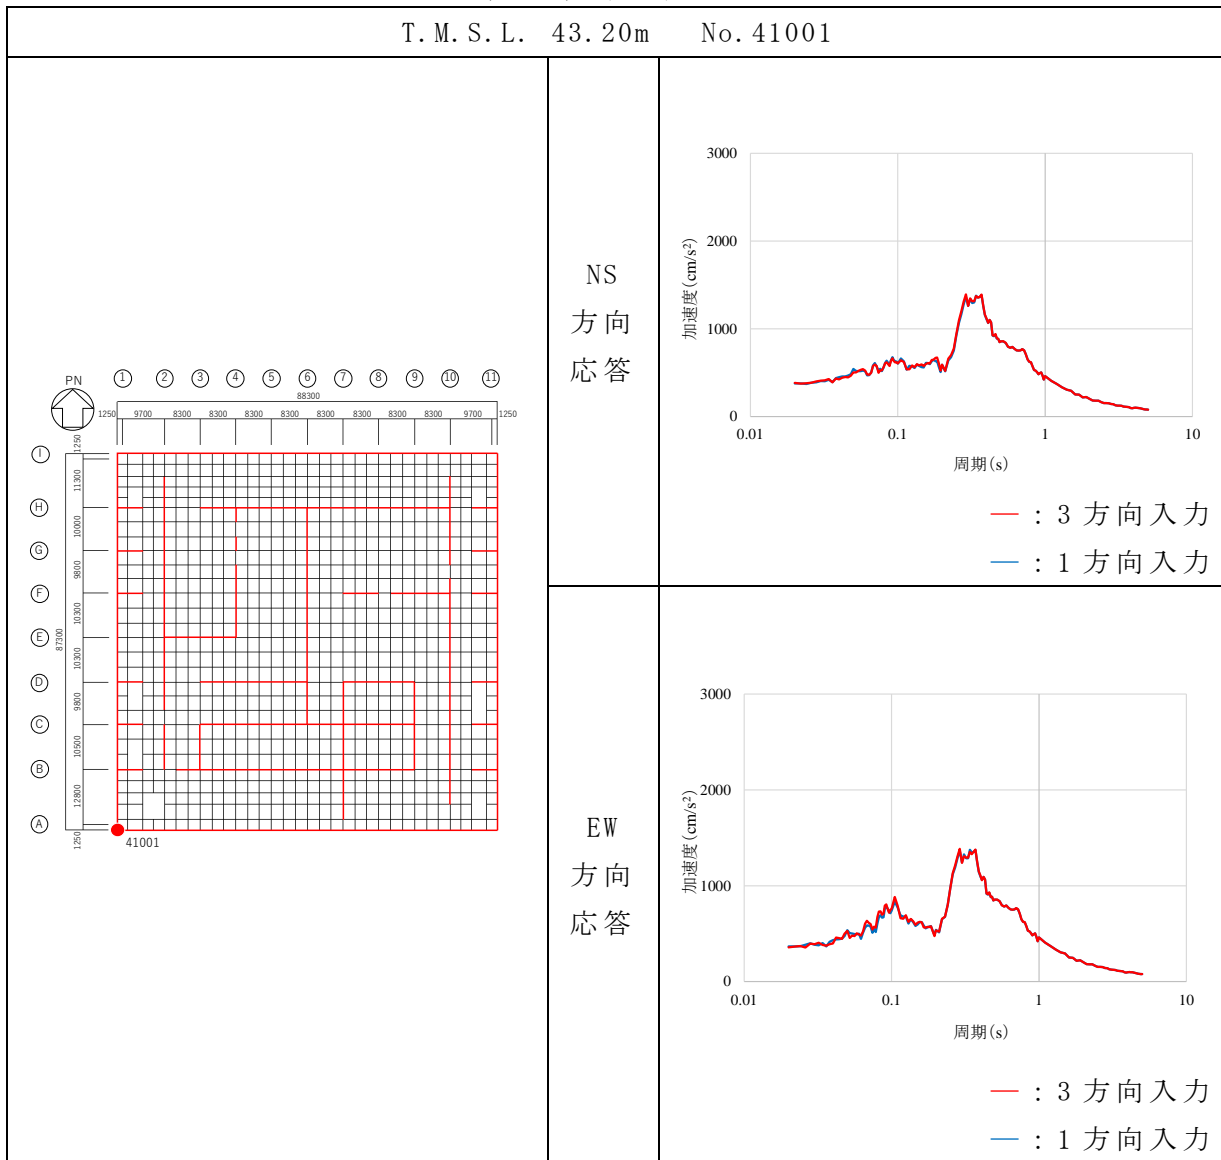 T.M.S.L. 43.20m No.41001
PN
1 2 3 4 5 6 7 8 9 10 11
88300
1250 9700 8300 8300 8300 8300 8300 8300 8300 8300 9700 1250
I
H
G
F
E
D
C
B
A
1250
11300
10000
9800
10300
10300
9800
10500
12800
1250
87300
41001
NS
方向
応答
加速度(cm/s²)
3000
2000
1000
0
0.01 0.1 1 10
周期(s)
— : 3 方向入力
— : 1 方向入力
EW
方向
応答
加速度(cm/s²)
3000
2000
1000
0
0.01 0.1 1 10
周期(s)
— : 3 方向入力
— : 1 方向入力